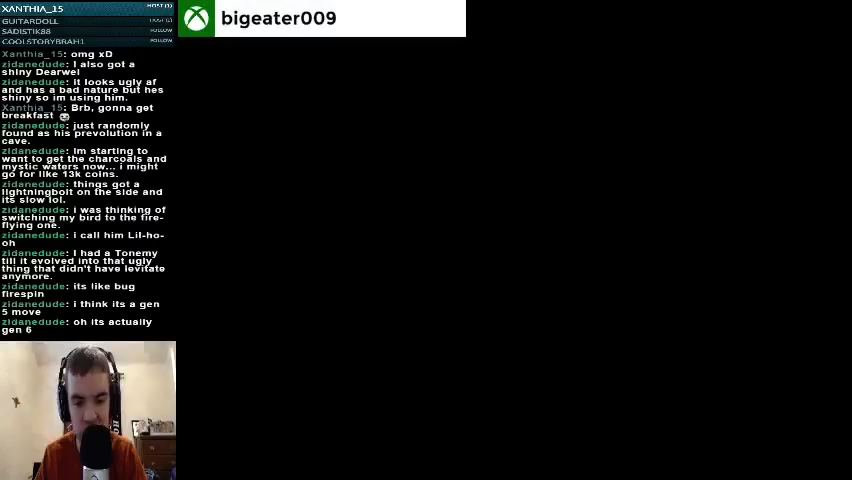 XANTHIA_15 HOST (1)
GUITARDOLL HOST (1)
SADISTIK88 FOLLOW
COOLSTORYBRAH1 FOLLOW
bigeater009
Xanthia_15: omg xD
zidanedude: I also got a
shiny Dearwel
zidanedude: it looks ugly af
and has a bad nature but hes
shiny so im using him.
Xanthia_15: Brb, gonna get
breakfast
zidanedude: just randomly
found as his prevolution in a
cave.
zidanedude: im starting to
want to get the charcoals and
mystic waters now... i might
go for like 13k coins.
zidanedude: things got a
lightningbolt on the side and
its slow lol.
zidanedude: i was thinking of
switching my bird to the fire-
flying one.
zidanedude: i call him Lil-ho-
oh
zidanedude: I had a Tonemy
till it evolved into that ugly
thing that didn't have levitate
anymore.
zidanedude: its like bug
firespin
zidanedude: i think its a gen
5 move
zidanedude: oh its actually
gen 6